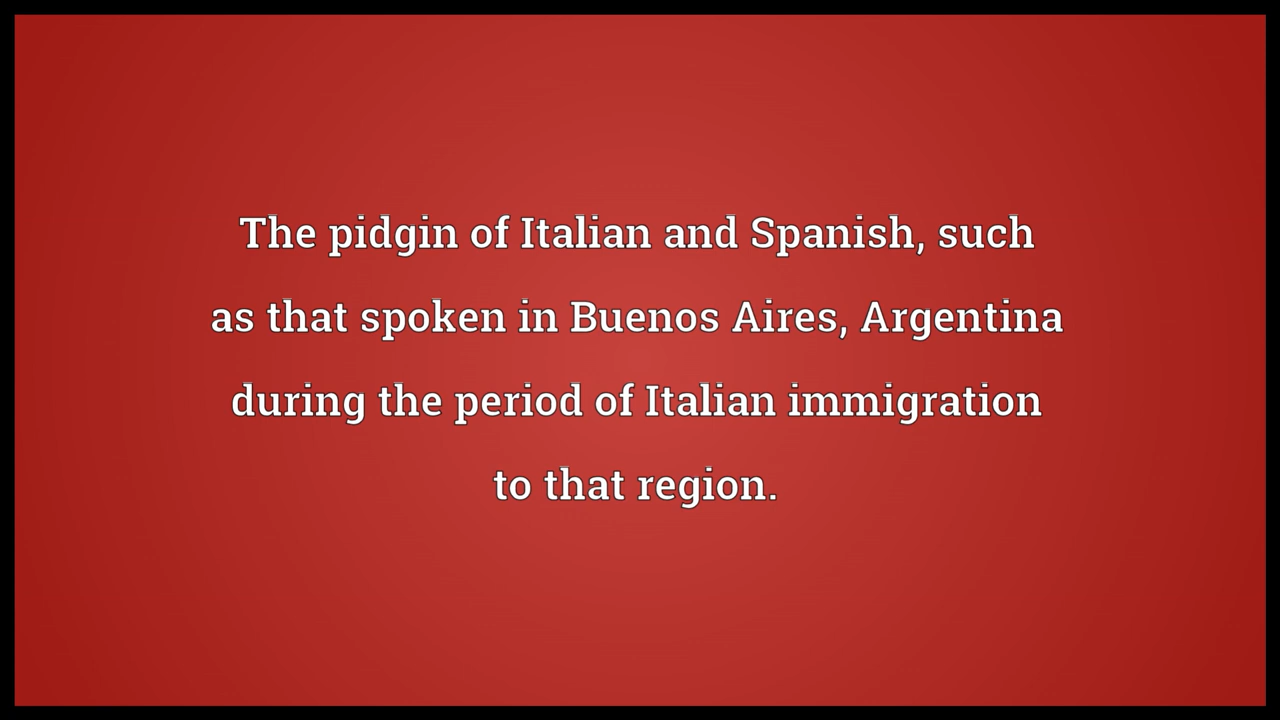 The pidgin of Italian and Spanish, such
as that spoken in Buenos Aires, Argentina
during the period of Italian immigration
to that region.